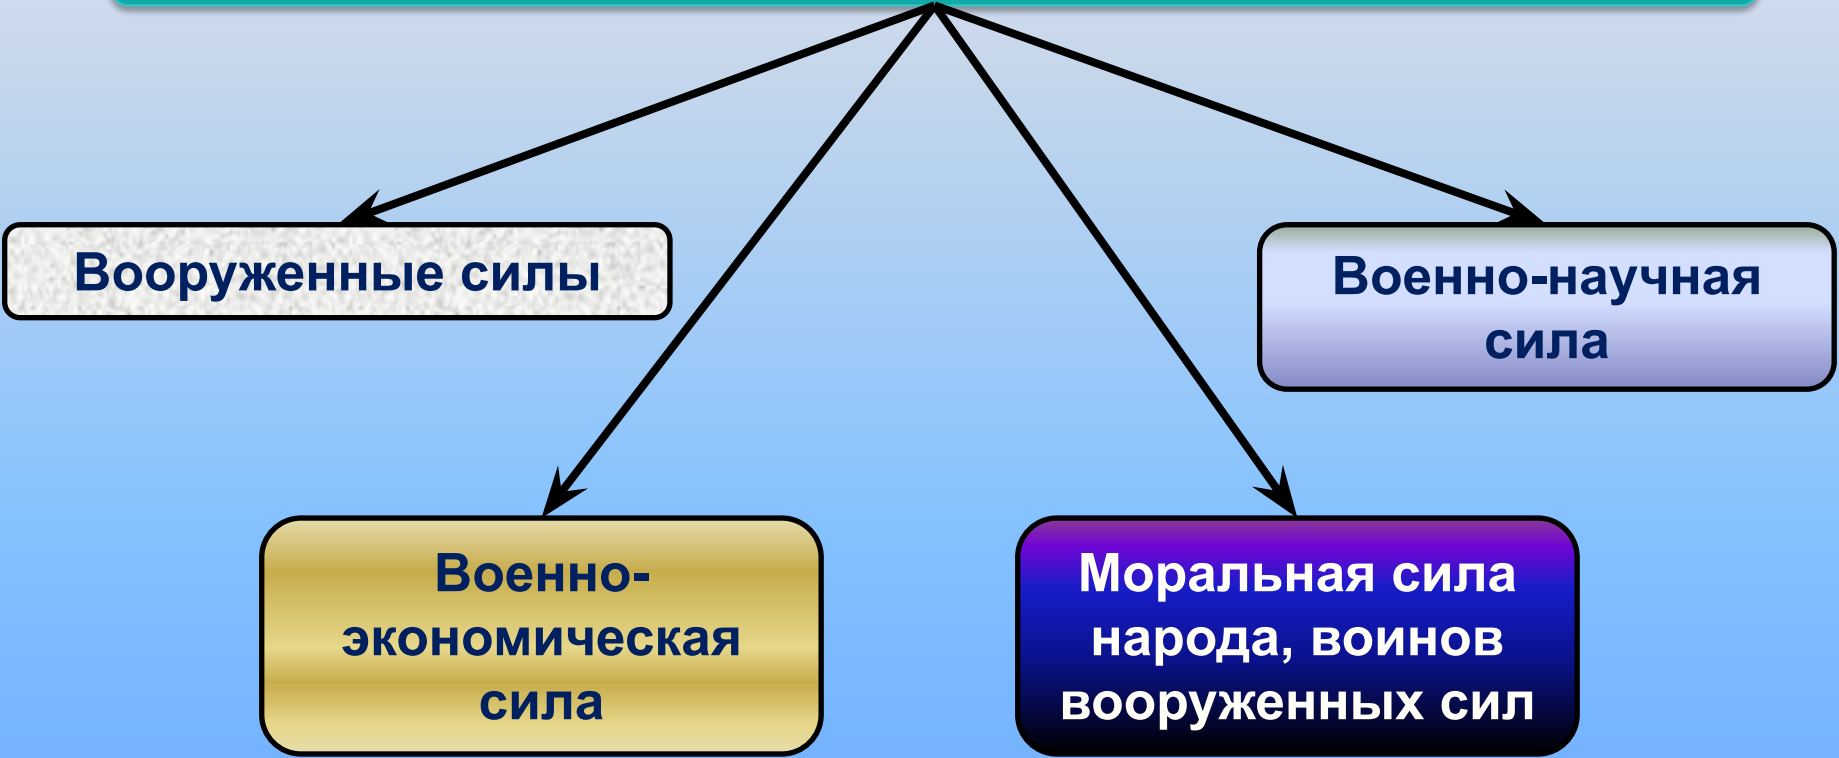 Вооруженные силы
Военно-научная
сила
Военно-
экономическая
сила
Моральная сила
народа, воинов
вооруженных сил